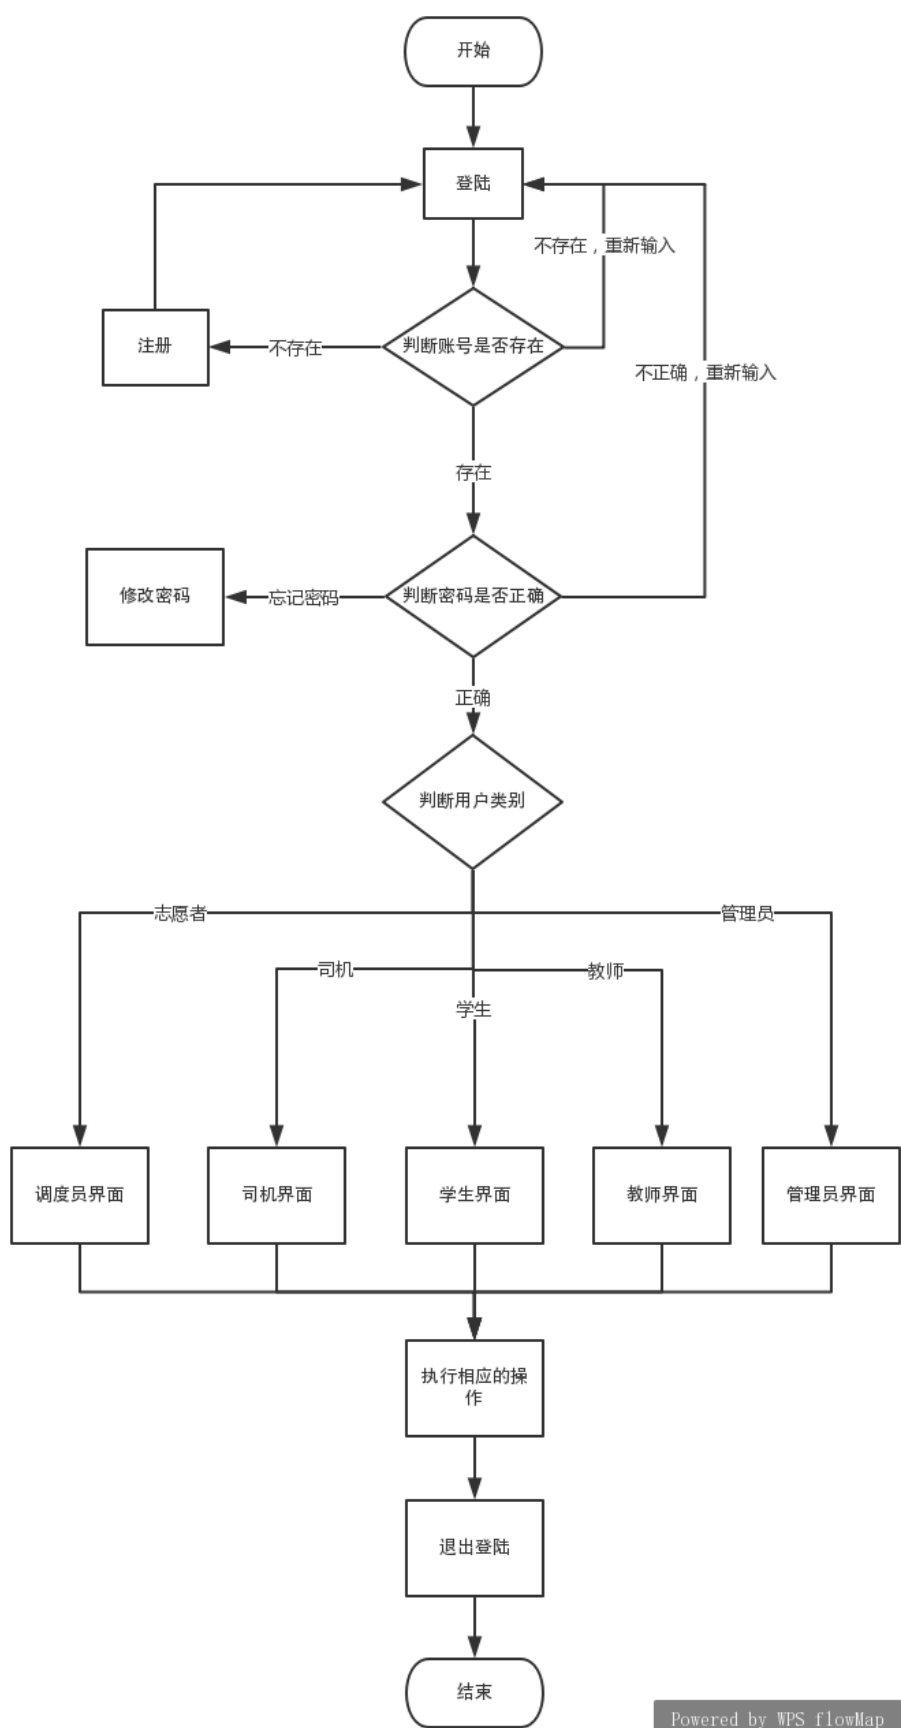 开始
登陆
不存在，重新输入
判断账号是否存在
注册
不存在
不正确，重新输入
存在
修改密码
忘记密码
判断密码是否正确
正确
判断用户类别
志愿者
管理员
司机
教师
学生
调度员界面
司机界面
学生界面
教师界面
管理员界面
执行相应的操
作
退出登陆
结束
Powered by WPS flowMap